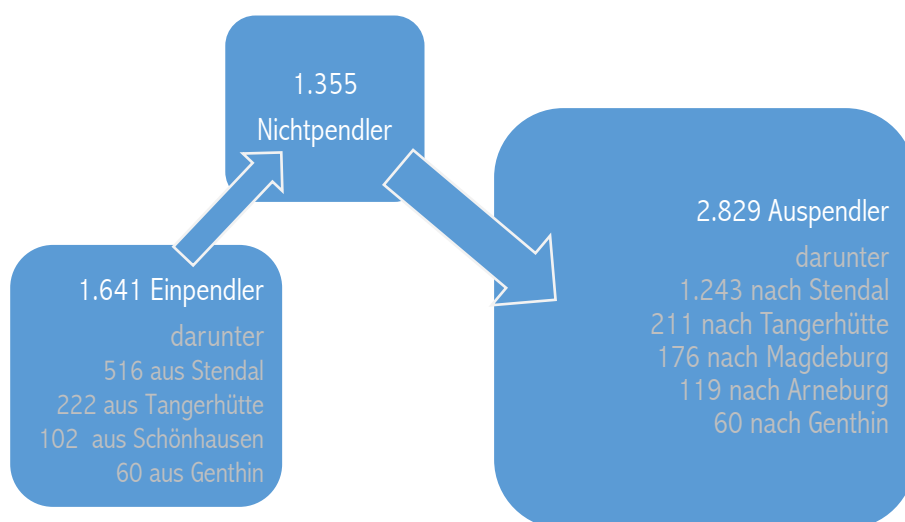 1.355
Nichtpendler
1.641 Einpendler
darunter
516 aus Stendal
222 aus Tangerhütte
102 aus Schönhausen
60 aus Genthin
2.829 Auspendler
darunter
1.243 nach Stendal
211 nach Tangerhütte
176 nach Magdeburg
119 nach Arneburg
60 nach Genthin